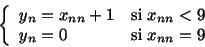 y_n = x_{nn} + 1 si x_{nn} < 9
y_n = 0 si x_{nn} = 9